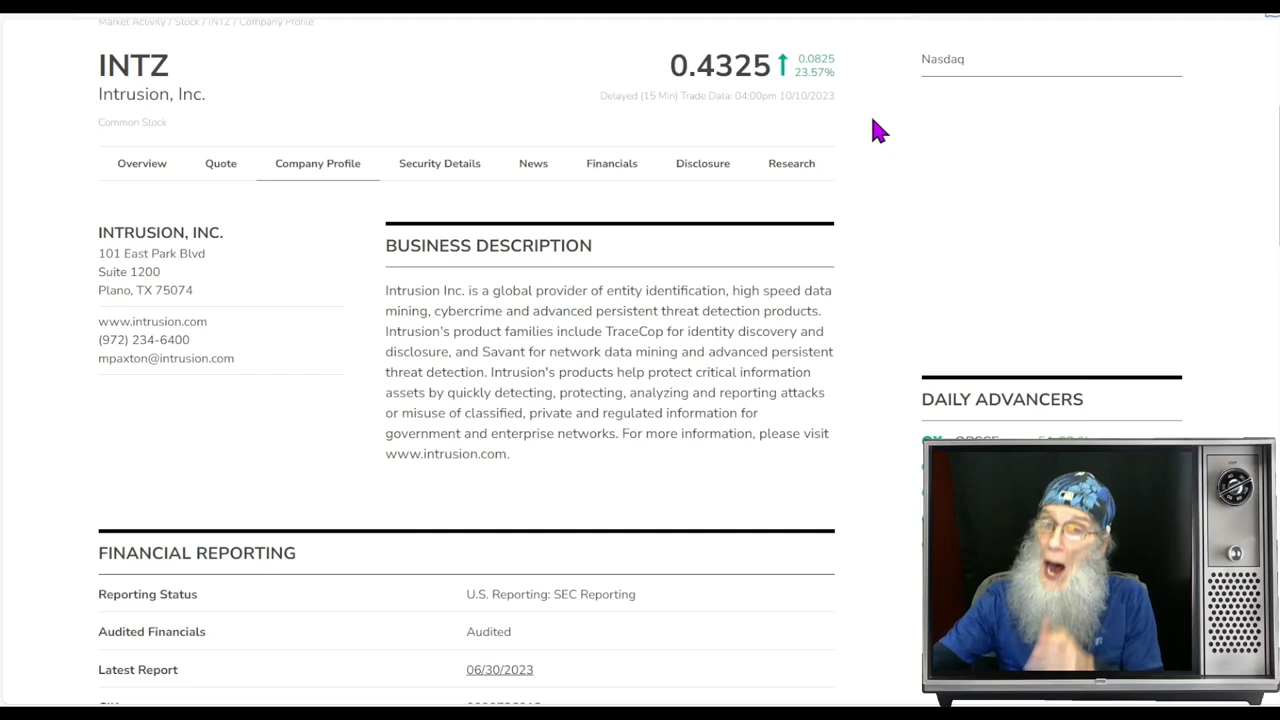 Market Activity / Stock / INTZ / Company Profile
INTZ
Intrusion, Inc.
Common Stock
0.4325
0.0825
23.57%
Delayed (15 Min) Trade Data: 04:00pm 10/10/2023
Nasdaq
Overview Quote Company Profile Security Details News Financials Disclosure Research
INTRUSION, INC.
101 East Park Blvd
Suite 1200
Plano, TX 75074
www.intrusion.com
(972) 234-6400
mpaxton@intrusion.com
BUSINESS DESCRIPTION
Intrusion Inc. is a global provider of entity identification, high speed data
mining, cybercrime and advanced persistent threat detection products.
Intrusion's product families include TraceCop for identity discovery and
disclosure, and Savant for network data mining and advanced persistent
threat detection. Intrusion's products help protect critical information
assets by quickly detecting, protecting, analyzing and reporting attacks
or misuse of classified, private and regulated information for
government and enterprise networks. For more information, please visit
www.intrusion.com.
DAILY ADVANCERS
FINANCIAL REPORTING
Reporting Status U.S. Reporting: SEC Reporting
Audited Financials Audited
Latest Report 06/30/2023